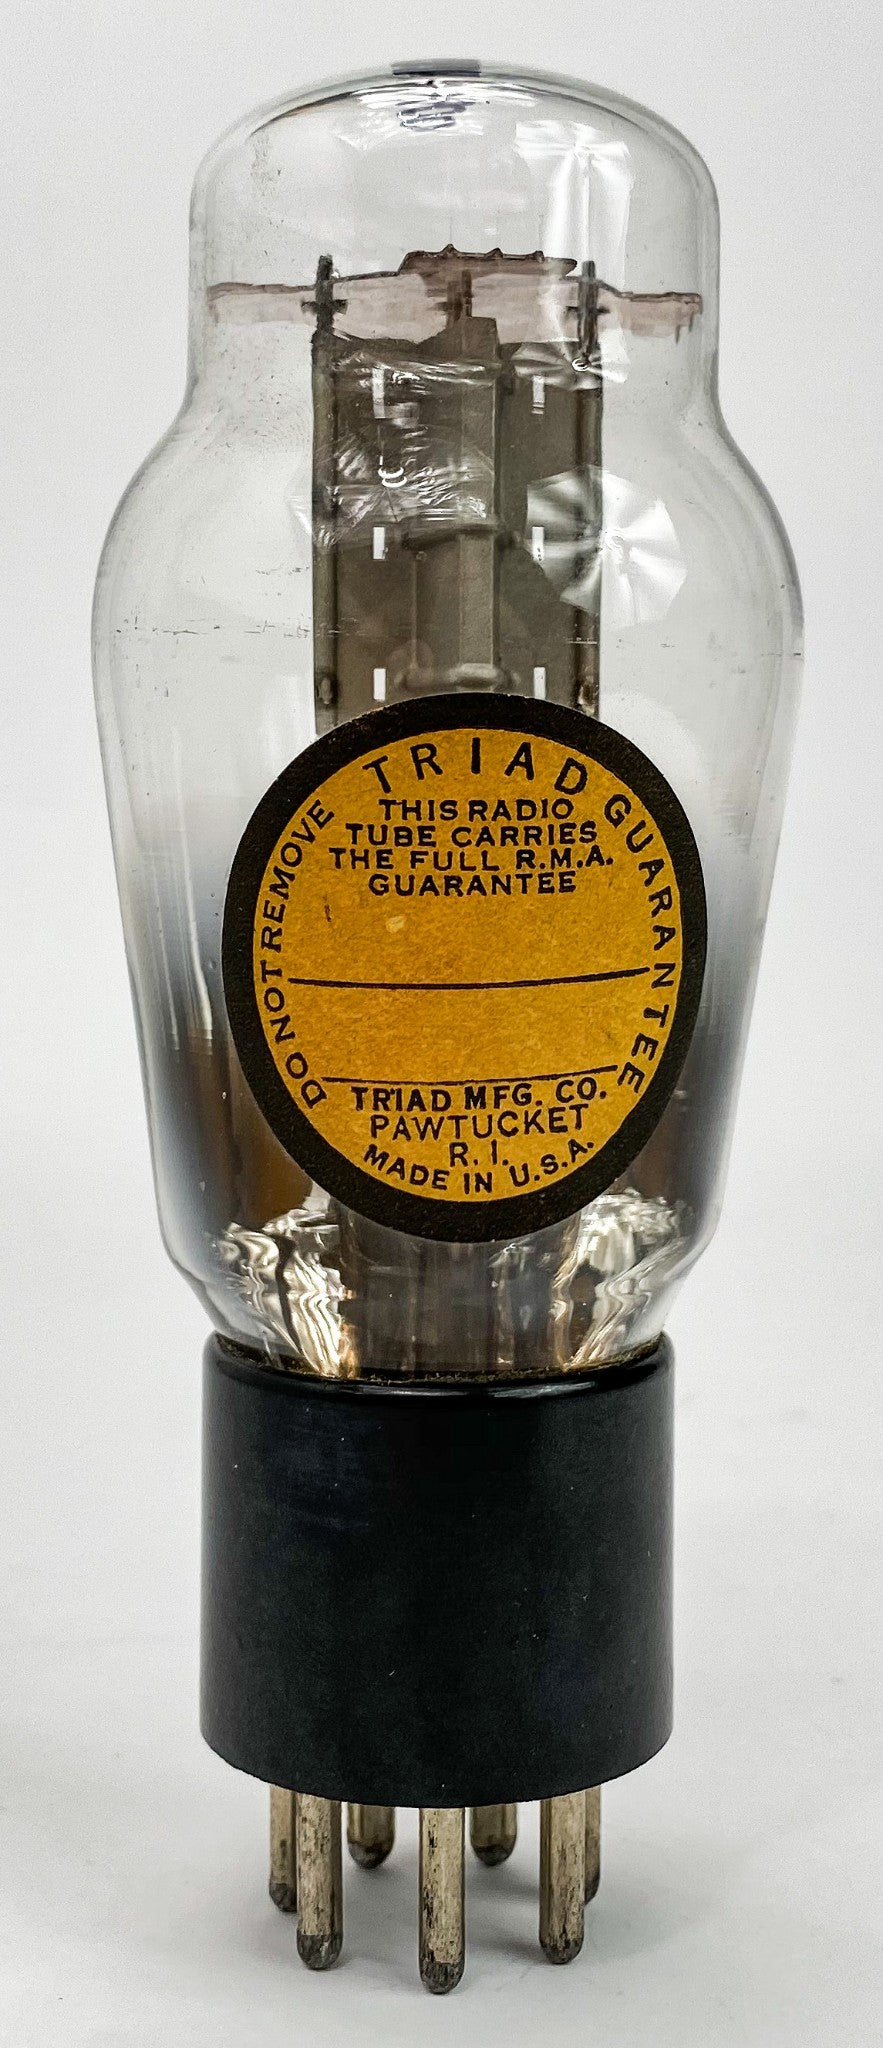 TRIAD GUARANTEE
DO NOT REMOVE
THIS RADIO
TUBE CARRIES
THE FULL R.M.A.
GUARANTEE
TRIAD MFG. CO.
PAWTUCKET
R. I.
MADE IN U.S.A.